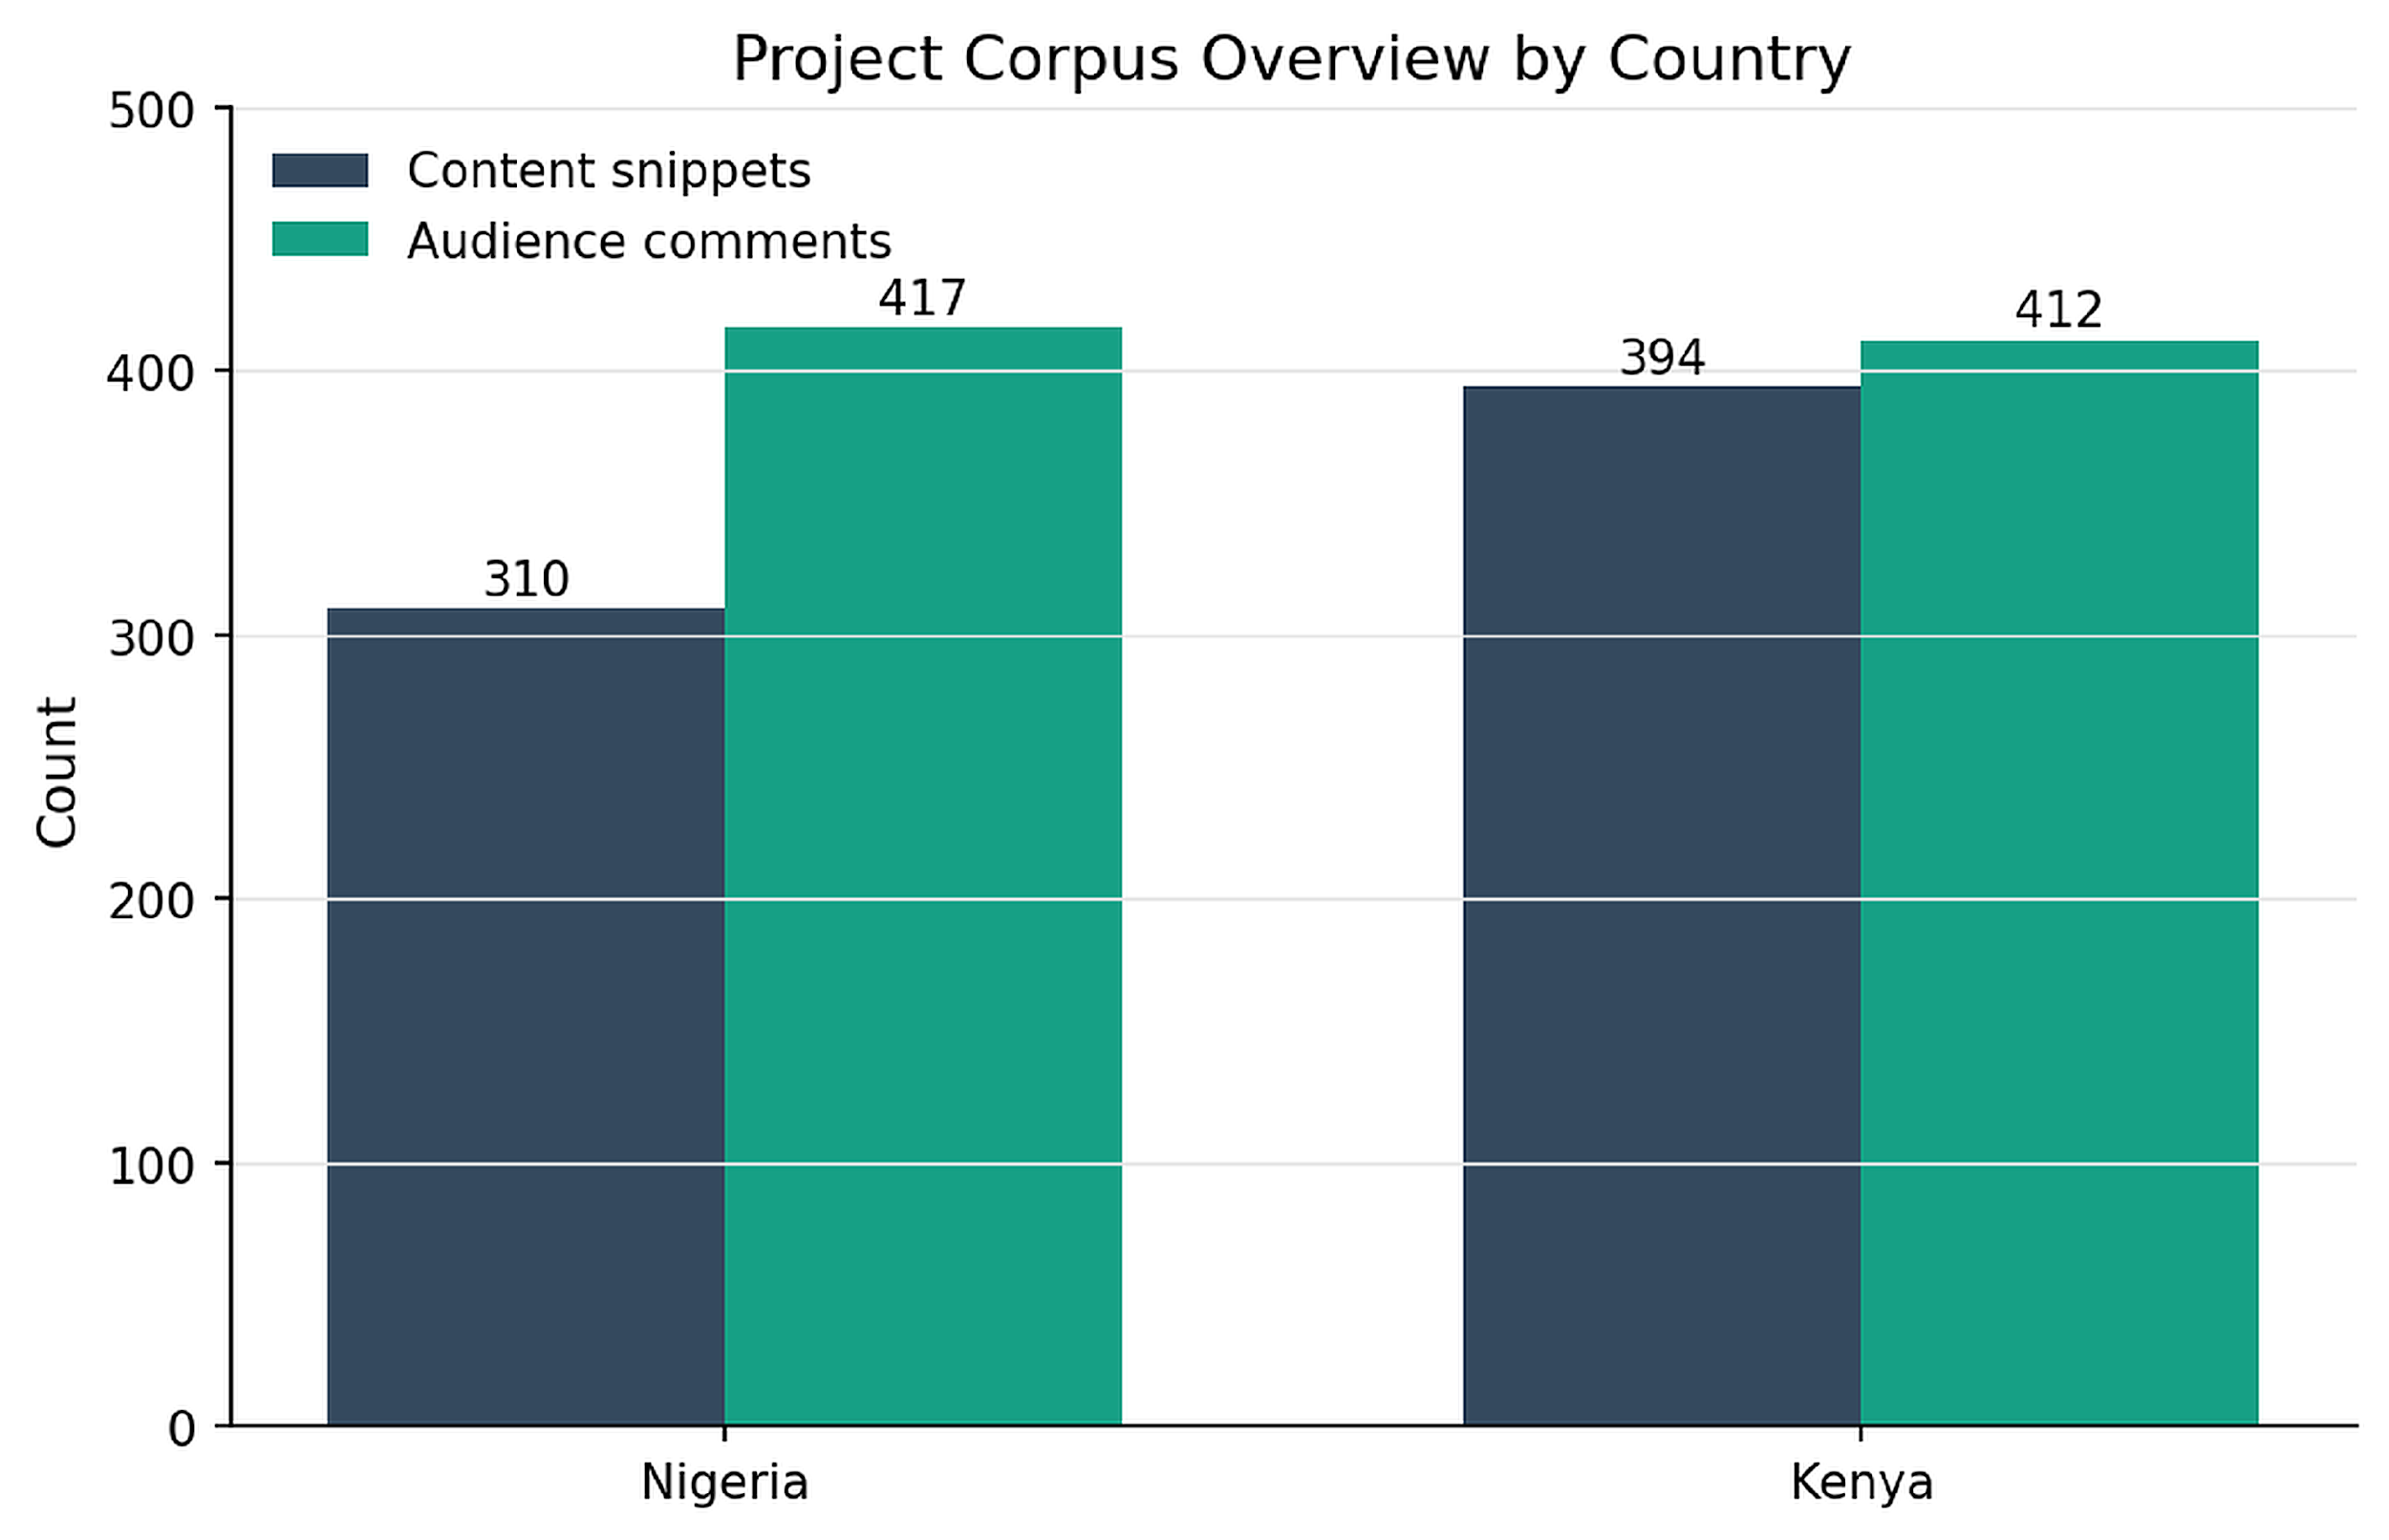 Project Corpus Overview by Country
500
Content snippets
Audience comments
417
412
394
400
310
300
Count
200
100
0
Nigeria
Kenya